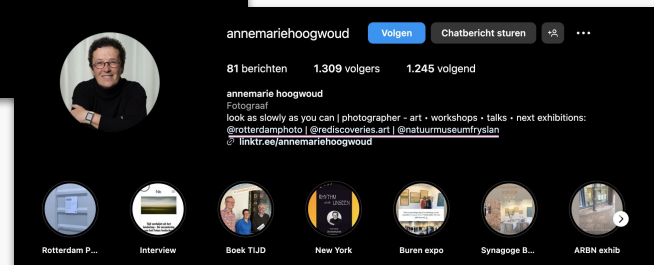 annemariehoogwoud Volgen Chatbericht sturen
81 berichten 1.309 volgers 1.245 volgend
annemarie hoogwoud
Fotograaf
look as slowly as you can | photographer - art • workshops • talks • next exhibitions:
@rotterdamphoto | @rediscoveries.art | @natuurmuseumfryslan
linktr.ee/annemariehoogwoud
RHYTHM
UNSEEN
Rotterdam P... Interview Boek TIJD New York Buren expo Synagoge B... ARBN exhib